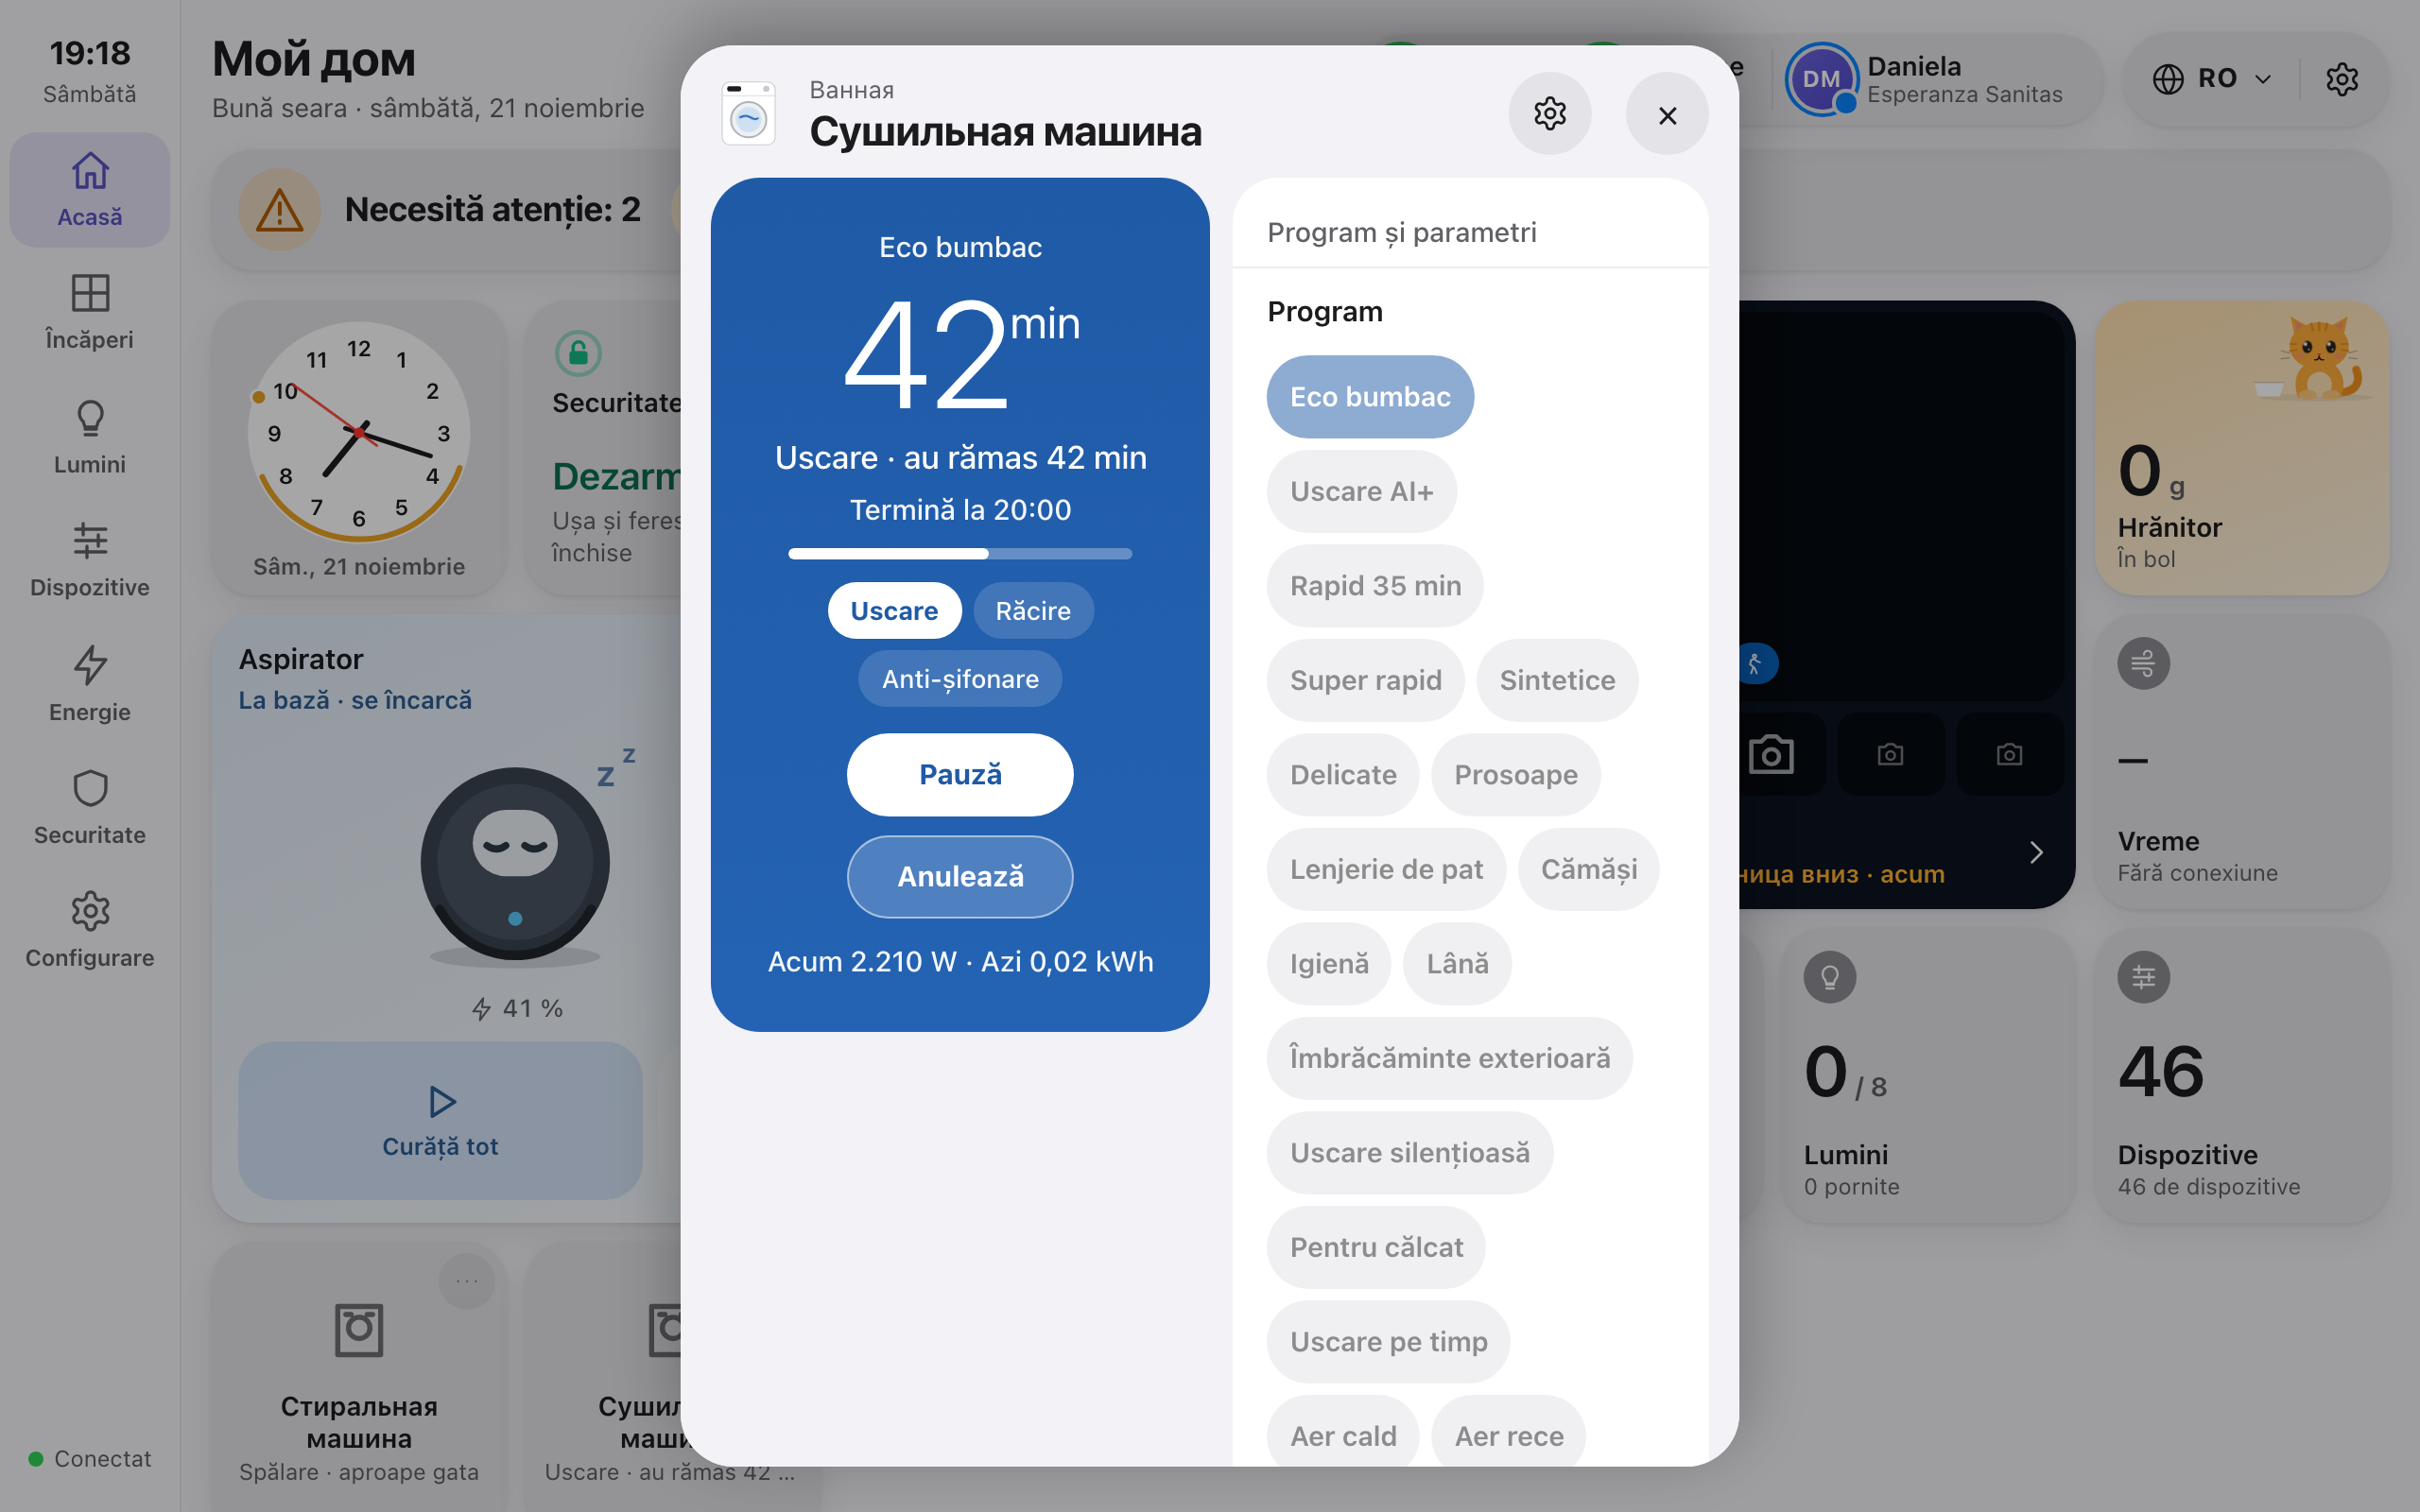 19:18
Sâmbătă
Acasă
Încăperi
Lumini
Dispozitive
Energie
Securitate
Configurare
Conectat
Мой дом
Bună seara · sâmbătă, 21 noiembrie
Daniela
Esperanza Sanitas
DM
RO
Necesită atenție: 2
12
1
2
3
4
5
6
7
8
9
10
11
Sâm., 21 noiembrie
Securitate
Ușa și
închise
Aspirator
La bază · se încarcă
z z
41 %
Curăță tot
Стиральная
машина
Spălare · aproape gata
Uscare · au rămas 42 ...
Ванная
Сушильная машина
Eco bumbac
42 min
Uscare · au rămas 42 min
Termină la 20:00
Uscare
Răcire
Anti-șifonare
Pauză
Anulează
Acum 2.210 W · Azi 0,02 kWh
Program și parametri
Program
Eco bumbac
Uscare AI+
Rapid 35 min
Super rapid
Sintetice
Delicate
Prosoape
Lenjerie de pat
Cămăși
Igienă
Lână
Îmbrăcăminte exterioară
Uscare silențioasă
Pentru călcat
Uscare pe timp
Aer cald
Aer rece
вниз · acum
0 g
Hrănitor
În bol
–
Vreme
Fără conexiune
0 / 8
Lumini
0 pornite
46
Dispozitive
46 de dispozitive